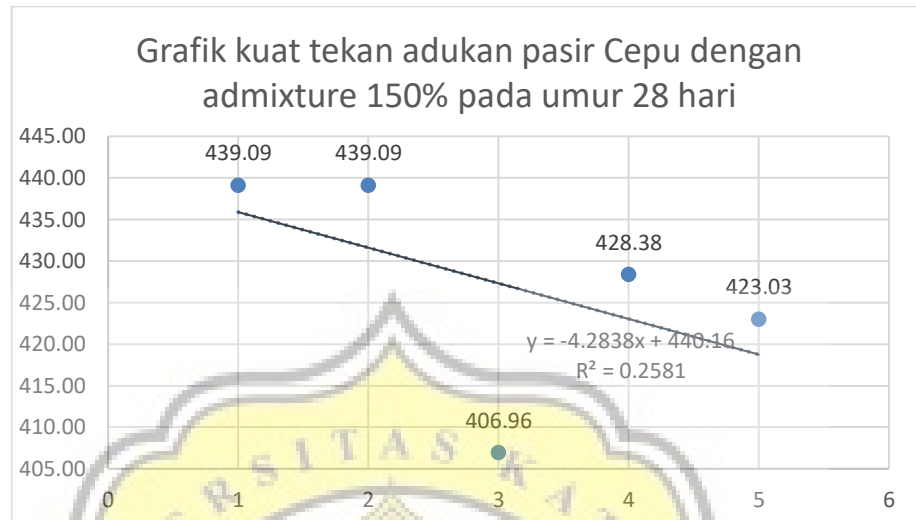 Grafik kuat tekan adukan pasir Cepu dengan
admixture 150% pada umur 28 hari
445.00
440.00
435.00
430.00
425.00
420.00
415.00
410.00
405.00
439.09
439.09
406.96
428.38
423.03
y = -4.2838x + 440.16
R² = 0.2581
RSITAS KA
0 1 2 3 4 5 6